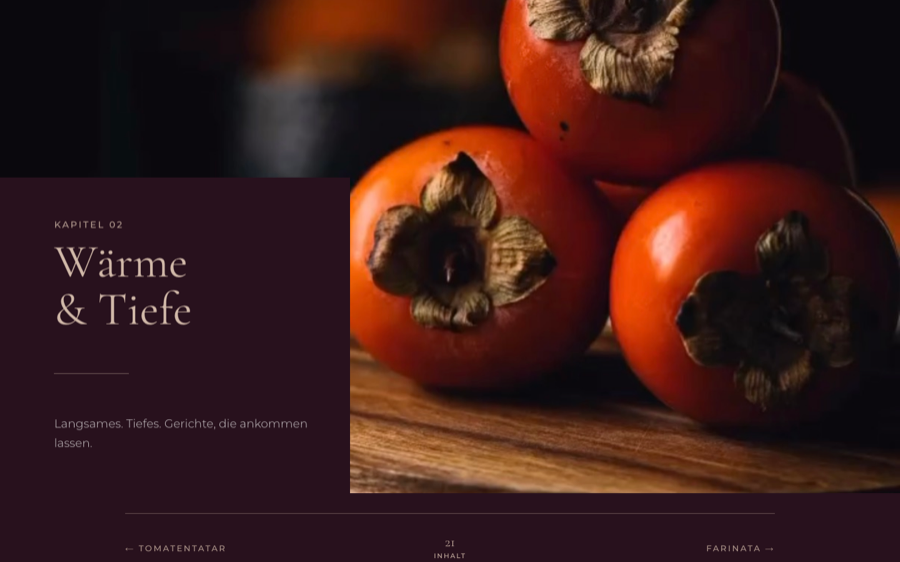 KAPITEL 02
Wärme
& Tiefe
Langsames. Tiefes. Gerichte, die ankommen
lassen.
← TOMATENTATAR
21
INHALT
FARINATA →